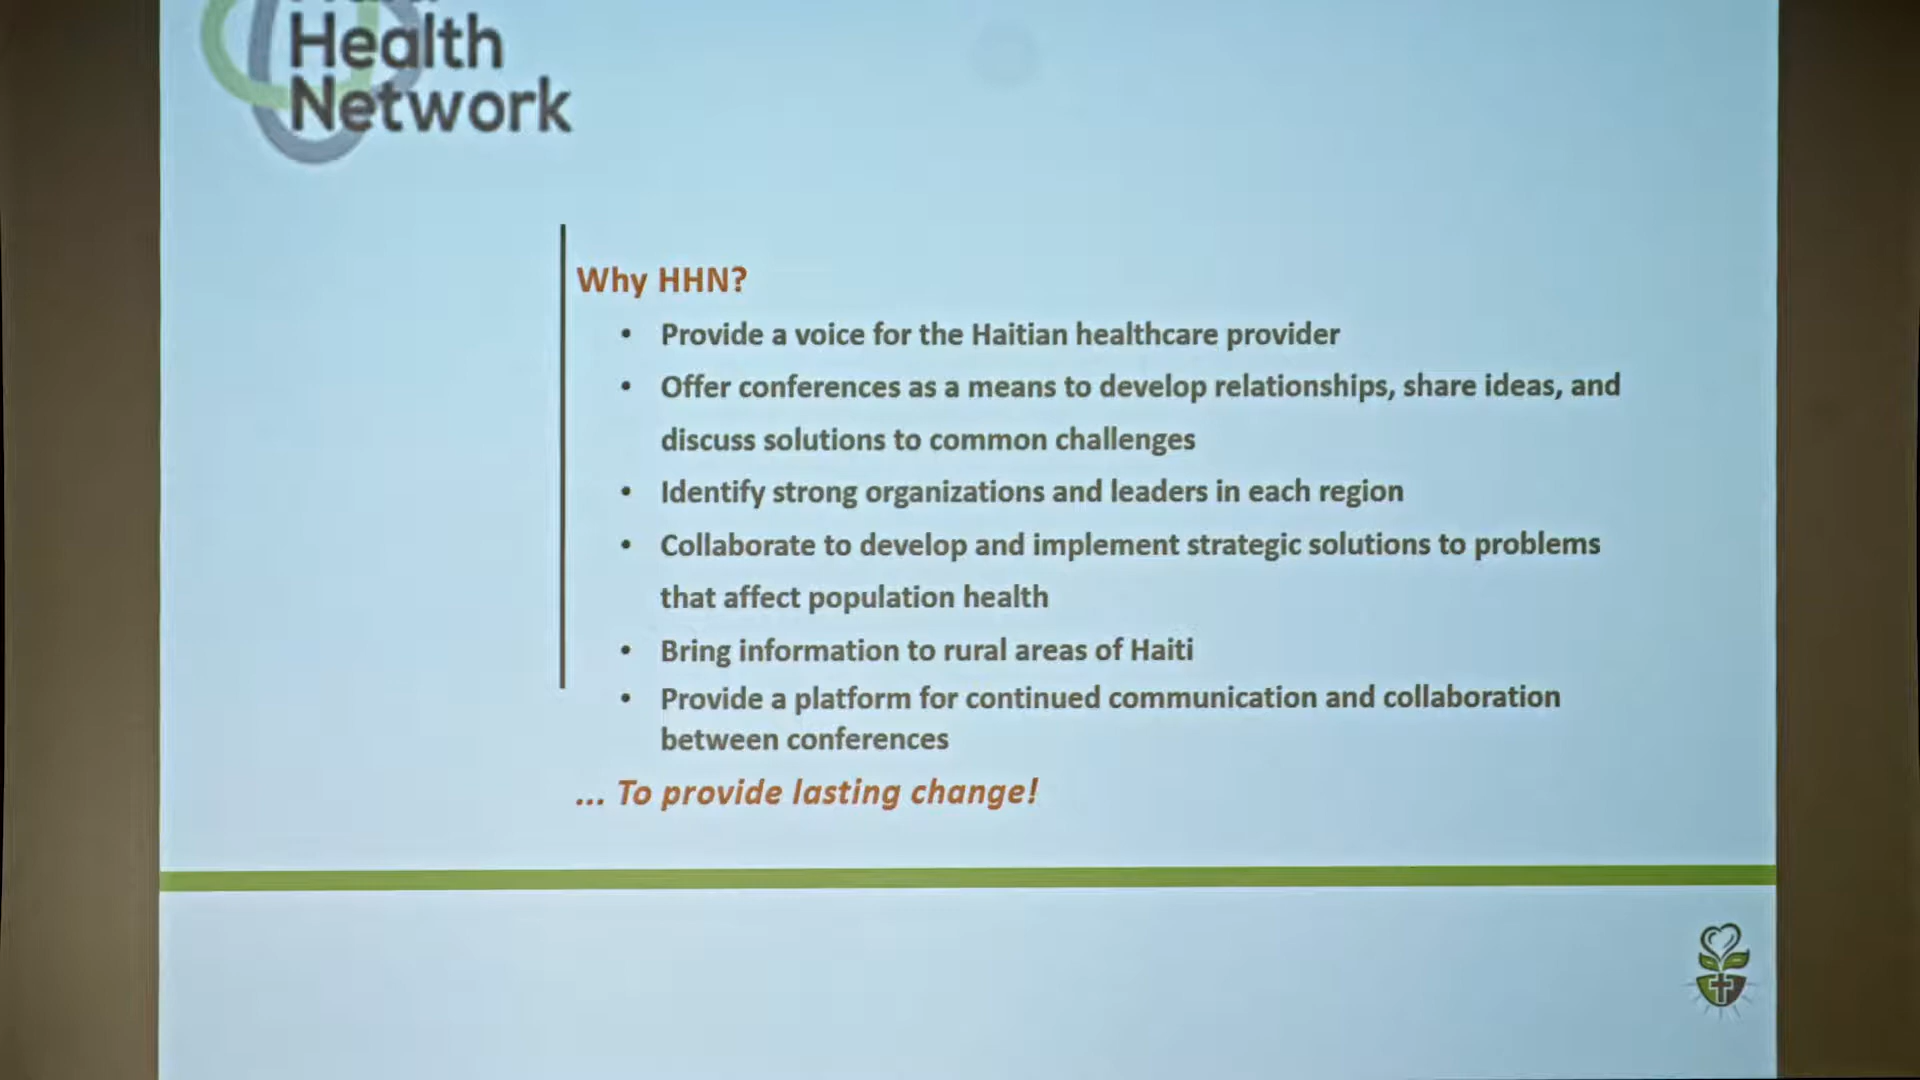 Health
Network
Why HHN?
• Provide a voice for the Haitian healthcare provider
• Offer conferences as a means to develop relationships, share ideas, and
discuss solutions to common challenges
• Identify strong organizations and leaders in each region
• Collaborate to develop and implement strategic solutions to problems
that affect population health
• Bring information to rural areas of Haiti
• Provide a platform for continued communication and collaboration
between conferences
... To provide lasting change!